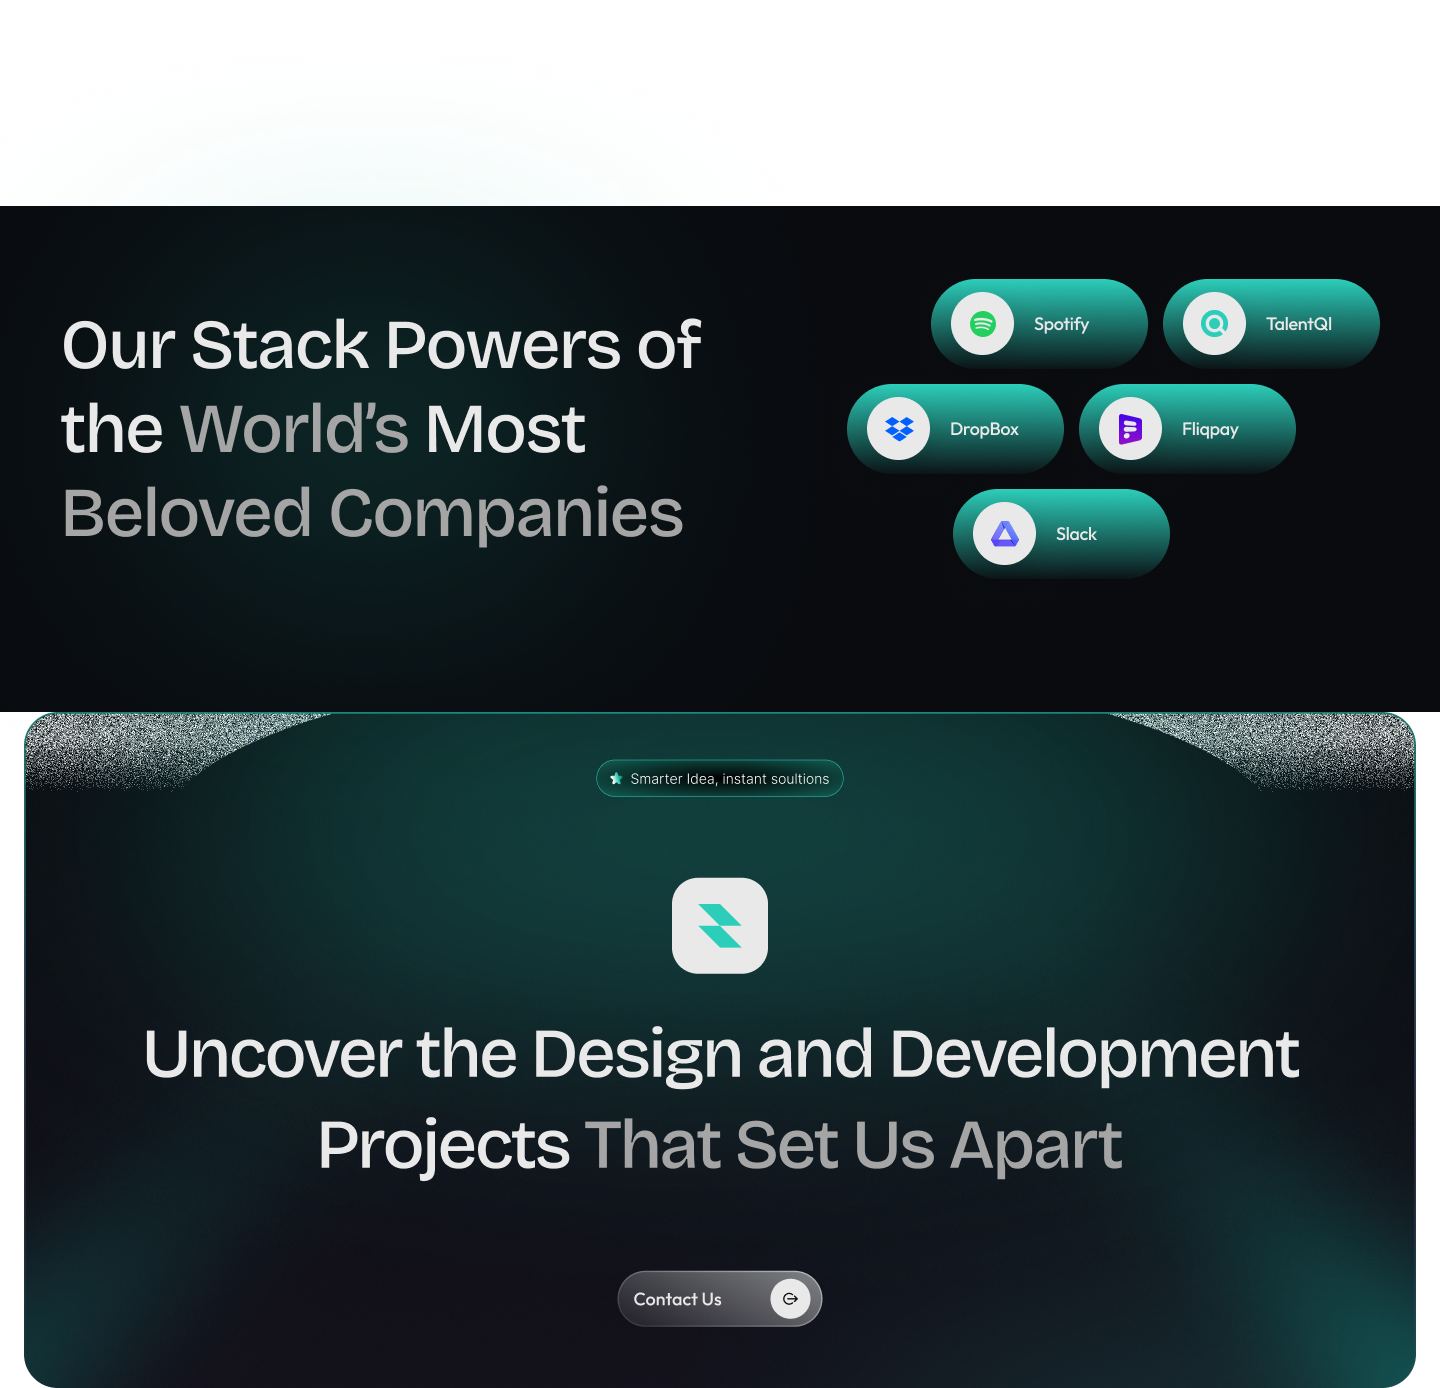 Our Stack Powers of
the World's Most
Beloved Companies
Spotify
TalentQl
DropBox
Fliqpay
Slack
Smarter Idea, instant soultions
Uncover the Design and Development
Projects That Set Us Apart
Contact Us